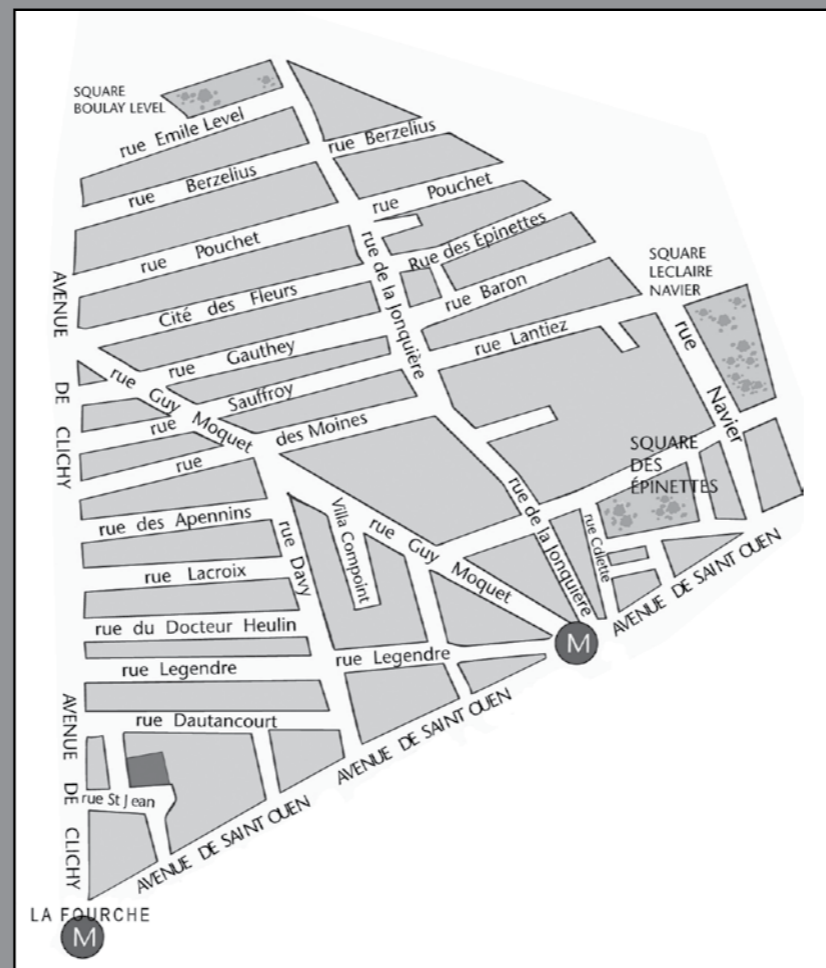 SQUARE
BOULAY LEVEL
rue Emile Level
rue Berzelius
rue Berzelius
rue Pouchet
rue Pouchet
Rue des Épinettes
rue de la Jonquière
SQUARE
LECLAIRE
NAVIER
AVENUE DE CLICHY
Cité des Fleurs
rue Baron
rue Gauthey
rue Lantiez
rue Navier
rue Guy Moquet
rue Sauffroy
rue des Moines
SQUARE
DES
ÉPINETTES
rue des Apennins
rue Davy
Villa Compoint
rue Guy Moquet
rue de la Jonquière
rue Collette
rue Lacroix
AVENUE DE SAINT OUEN
rue du Docteur Heulin
M
rue Legendre
rue Legendre
AVENUE DE CLICHY
rue Dautancourt
AVENUE DE SAINT OUEN
rue St Jean
AVENUE DE SAINT OUEN
LA FOURCHE
M